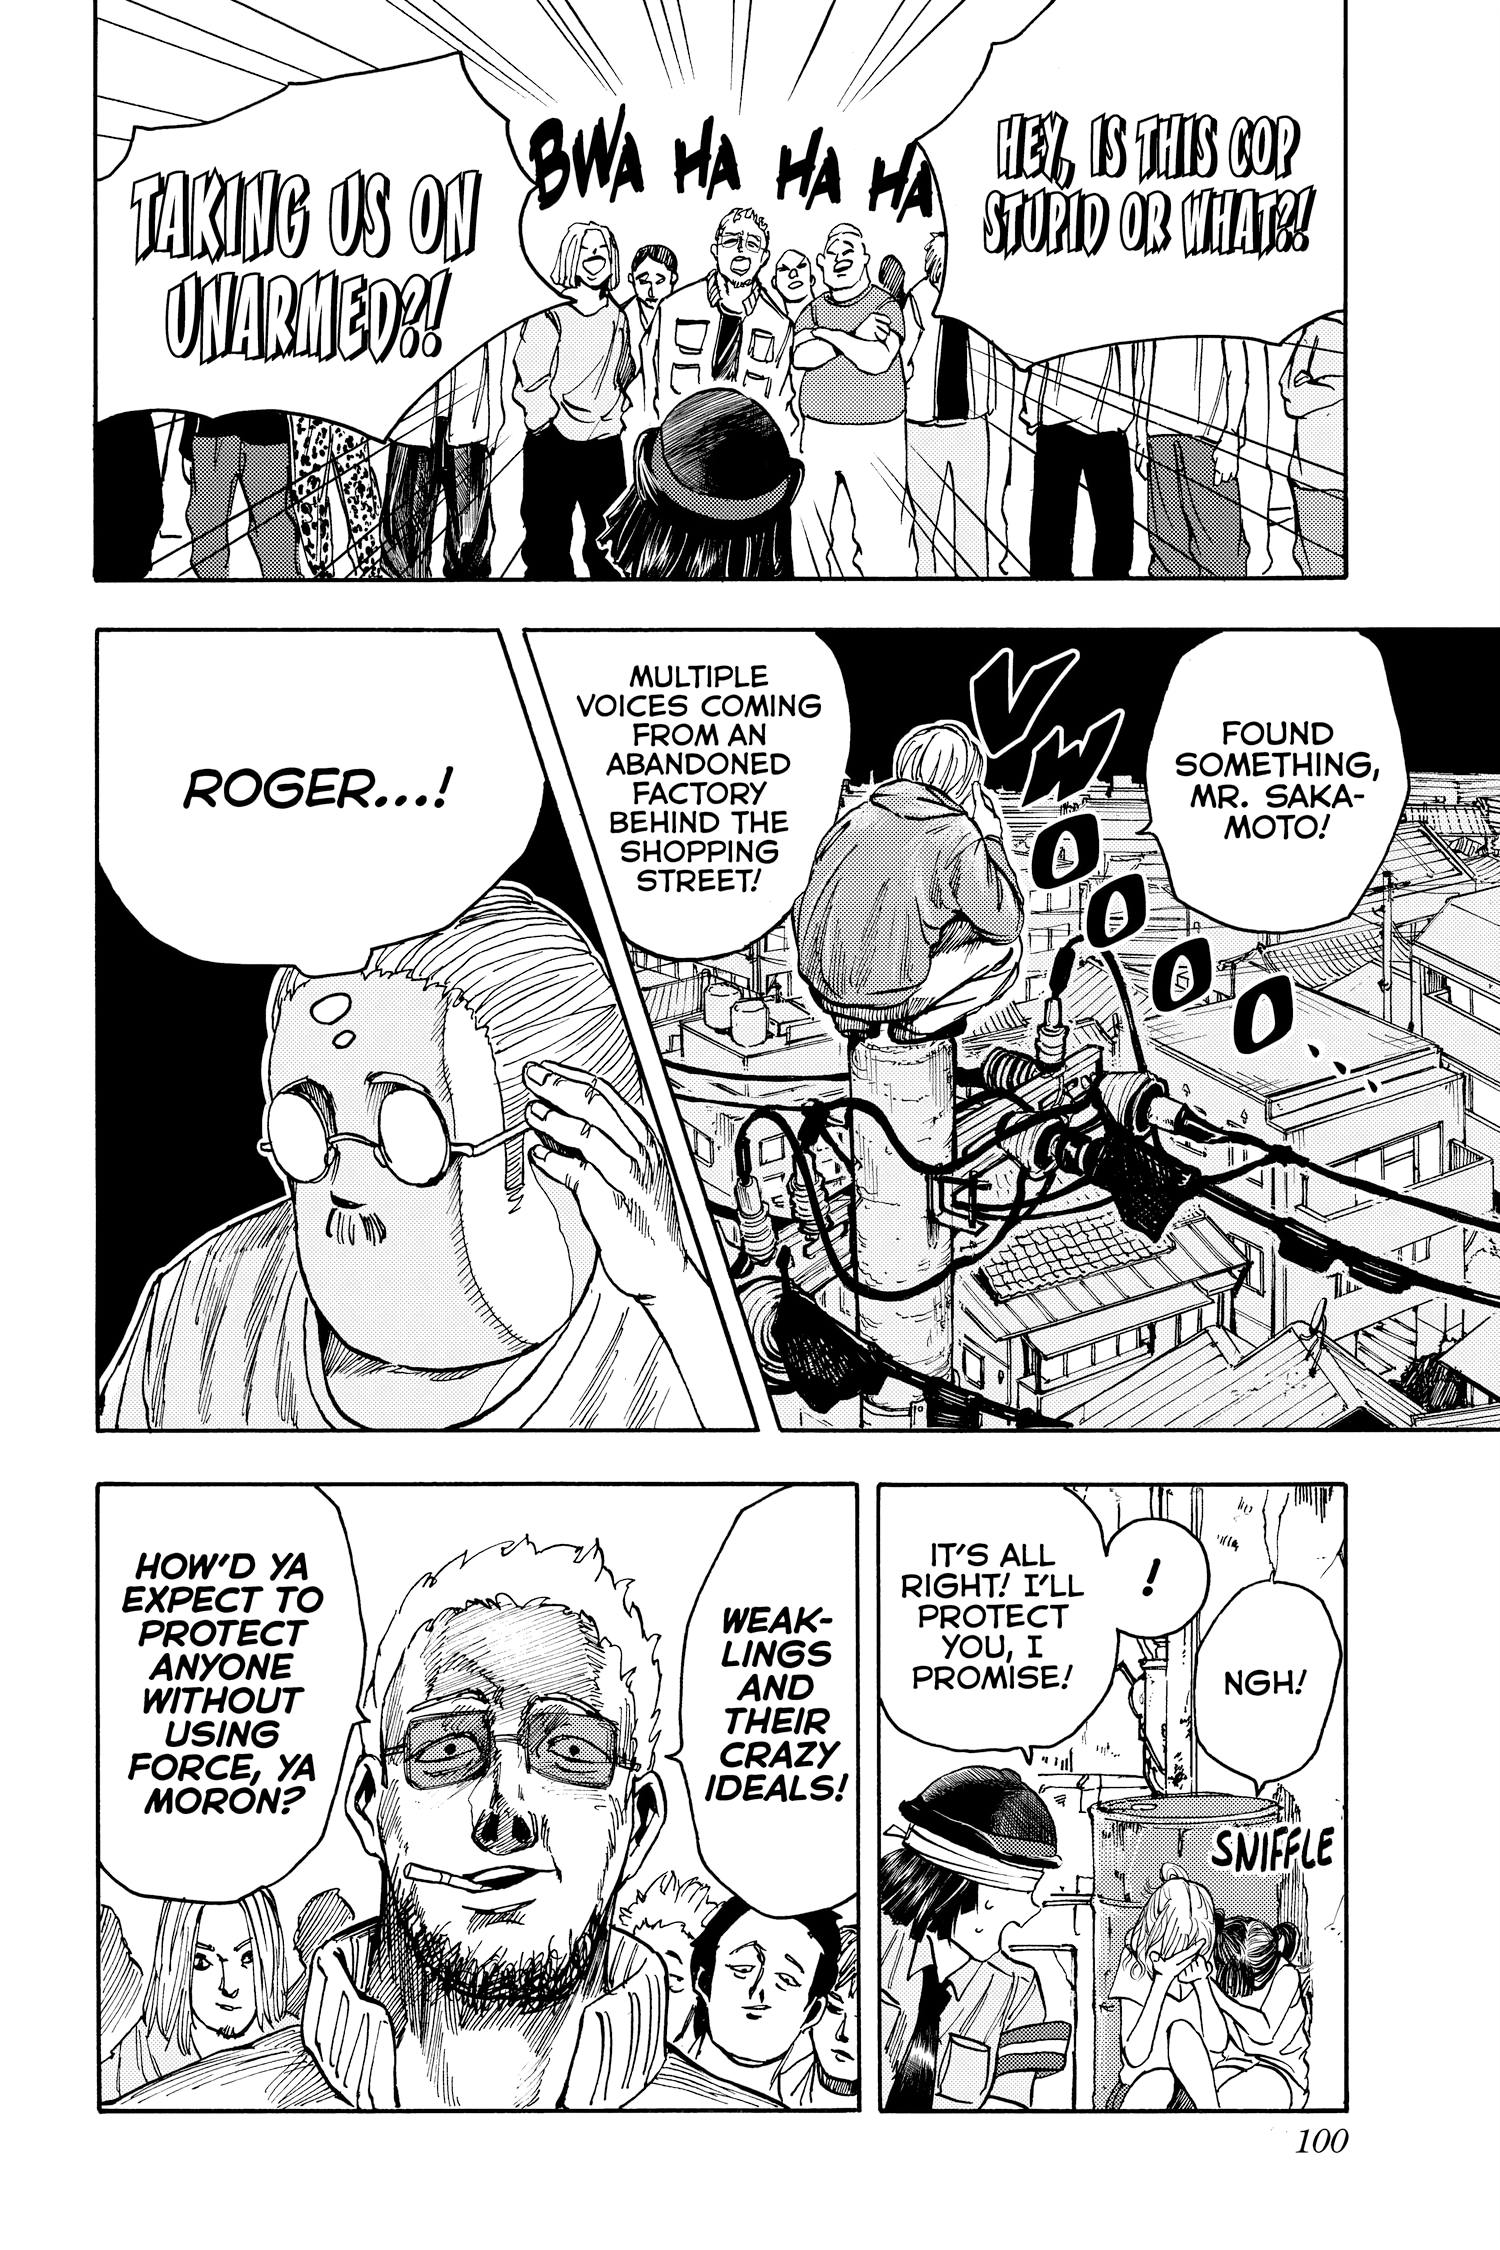 HEY, IS THIS COP
STUPID OR WHAT?!
BWA HA HA HA
TAKING US ON
UNARMED?!
FOUND
SOMETHING,
MR. SAKA-
MOTO!
VWOOOOO
MULTIPLE
VOICES COMING
FROM AN
ABANDONED
FACTORY
BEHIND THE
SHOPPING
STREET!
ROGER...!
NGH!
SNIFFLE
!
IT'S ALL
RIGHT! I'LL
PROTECT
YOU, I
PROMISE!
WEAK-
LINGS
AND
THEIR
CRAZY
IDEALS!
HOW'D YA
EXPECT TO
PROTECT
ANYONE
WITHOUT
USING
FORCE, YA
MORON?
100